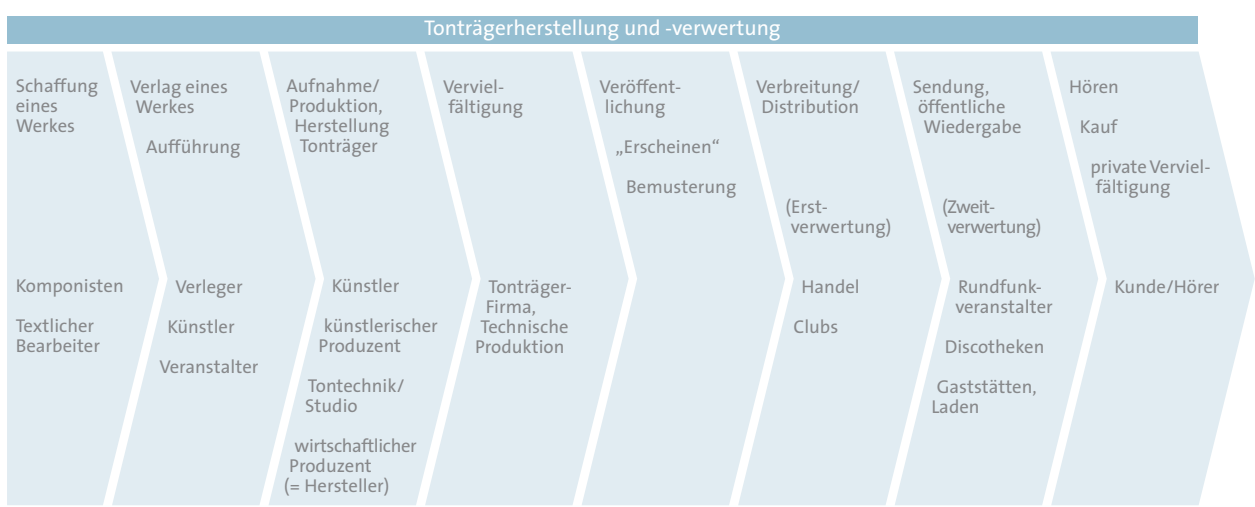 Tonträgerherstellung und -verwertung
Schaffung
eines
Werkes
Komponisten
Textlicher
Bearbeiter
Verlag eines
Werkes
Aufführung
Verleger
Künstler
Veranstalter
Aufnahme/
Produktion,
Herstellung
Tonträger
Künstler
künstlerischer
Produzent
Tontechnik/
Studio
wirtschaftlicher
Produzent
(= Hersteller)
Verviel-
fältigung
Tonträger-
Firma,
Technische
Produktion
Veröffent-
lichung
„Erscheinen“
Bemusterung
Verbreitung/
Distribution
(Erst-
verwertung)
Handel
Clubs
Sendung,
öffentliche
Wiedergabe
(Zweit-
verwertung)
Rundfunk-
veranstalter
Discotheken
Gaststätten,
Laden
Hören
Kauf
private Verviel-
fältigung
Kunde/Hörer